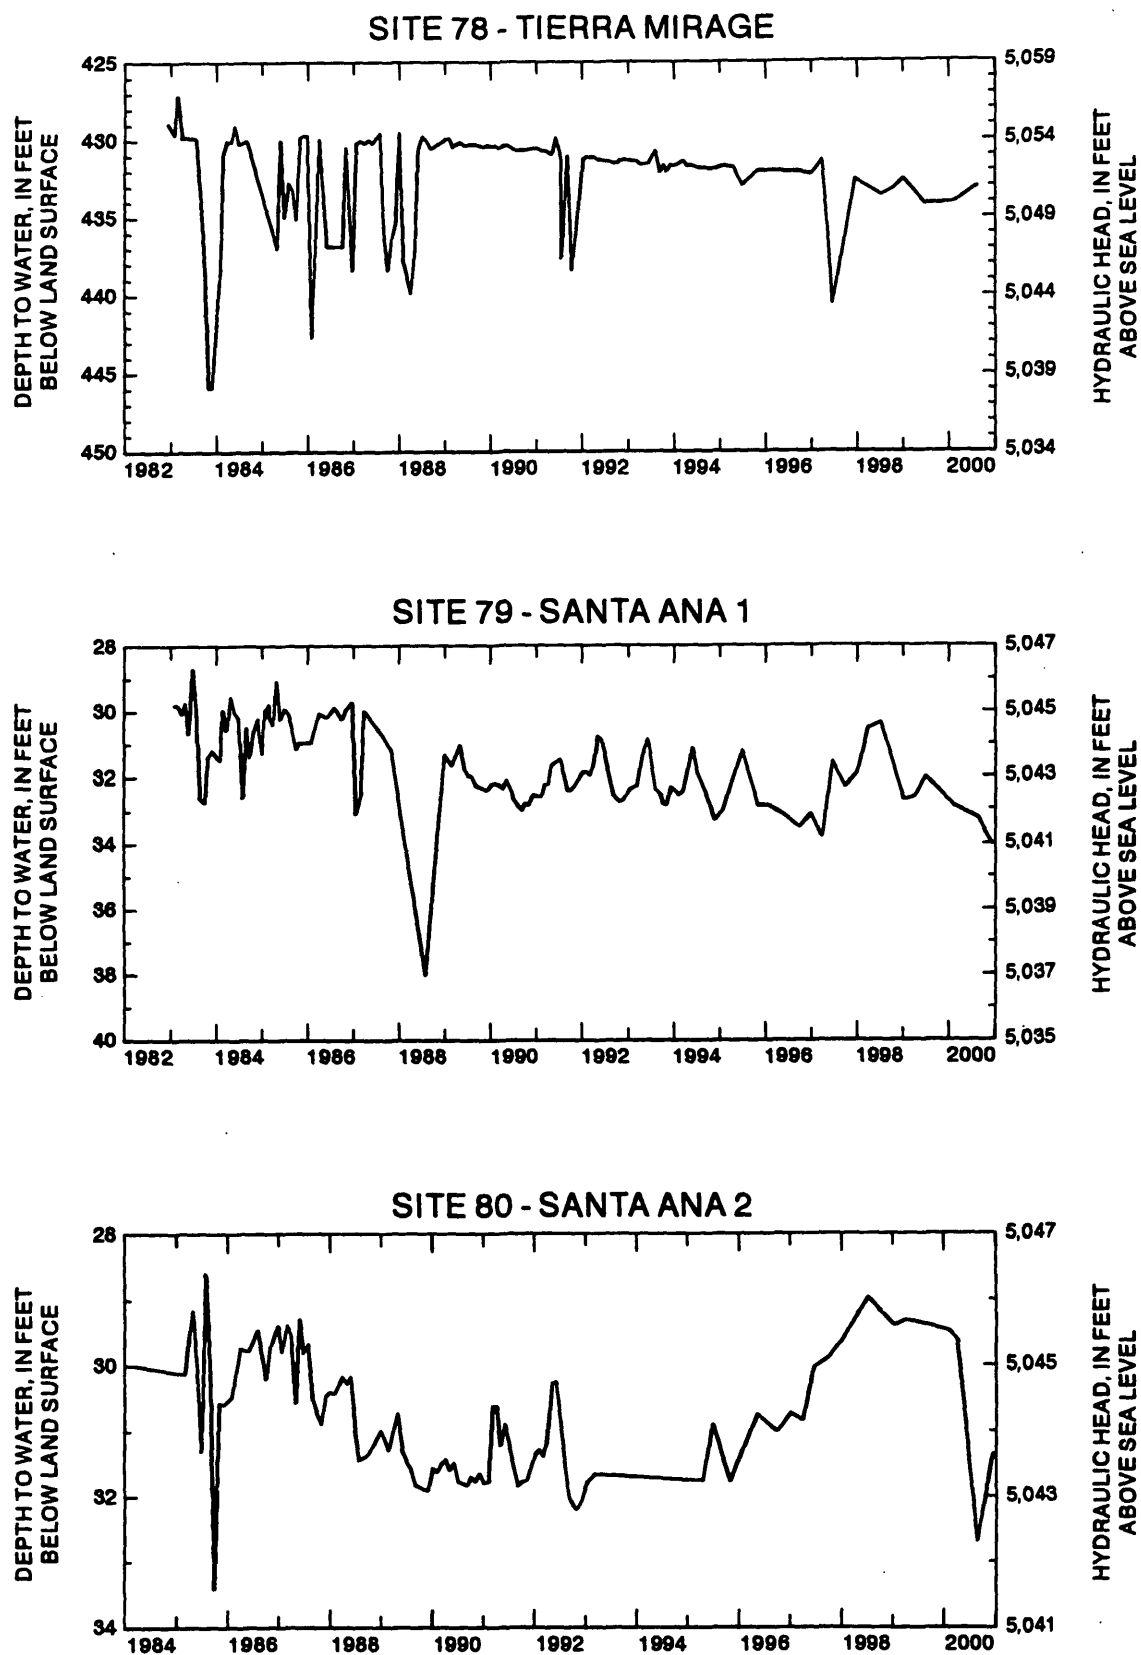 SITE 78 - TIERRA MIRAGE
DEPTH TO WATER, IN FEET
BELOW LAND SURFACE
425
430
435
440
445
450
5,059
5,054
5,049
5,044
5,039
5,034
HYDRAULIC HEAD, IN FEET
ABOVE SEA LEVEL
1982 1984 1986 1988 1990 1992 1994 1996 1998 2000
SITE 79 - SANTA ANA 1
DEPTH TO WATER, IN FEET
BELOW LAND SURFACE
28
30
32
34
36
38
40
5,047
5,045
5,043
5,041
5,039
5,037
5,035
HYDRAULIC HEAD, IN FEET
ABOVE SEA LEVEL
1982 1984 1986 1988 1990 1992 1994 1996 1998 2000
SITE 80 - SANTA ANA 2
DEPTH TO WATER, IN FEET
BELOW LAND SURFACE
28
30
32
34
5,047
5,045
5,043
5,041
HYDRAULIC HEAD, IN FEET
ABOVE SEA LEVEL
1984 1986 1988 1990 1992 1994 1996 1998 2000